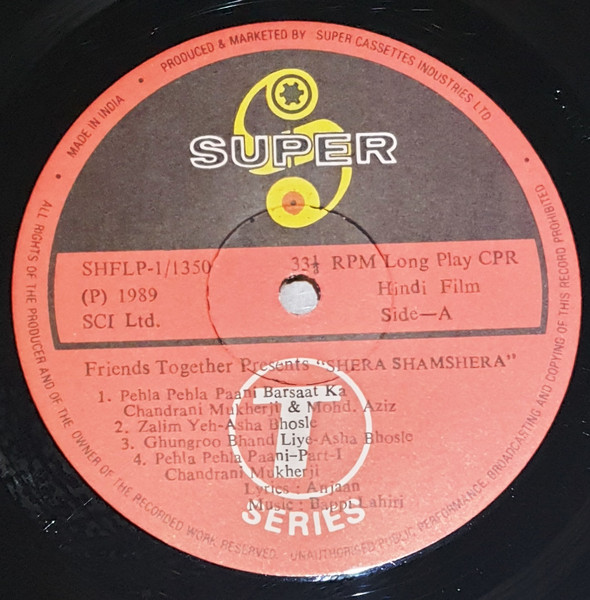 MADE IN INDIA • PRODUCED & MARKETED BY SUPER CASSETTES INDUSTRIES LTD •
SUPER
SHFLP-1/1350 33⅓ RPM Long Play CPR
(P) 1989 Hindi Film
SCI Ltd. Side—A
Friends Together Presents "SHERA SHAMSHERA"
1. Pehla Pehla Paani Barsaat Ka
Chandrani Mukherji & Mohd. Aziz
2. Zalim Yeh-Asha Bhosle
3. Ghungroo Bhand Liye-Asha Bhosle
4. Pehla Pehla Paani-Part-I
Chandrani Mukherji
Lyrics : Anjaan
Music : Bappi Lahiri
T
SERIES
ALL RIGHTS OF THE PRODUCER AND OF THE OWNER OF THE RECORDED WORK RESERVED - UNAUTHORISED PUBLIC PERFORMANCE, BROADCASTING AND COPYING OF THIS RECORD PROHIBITED